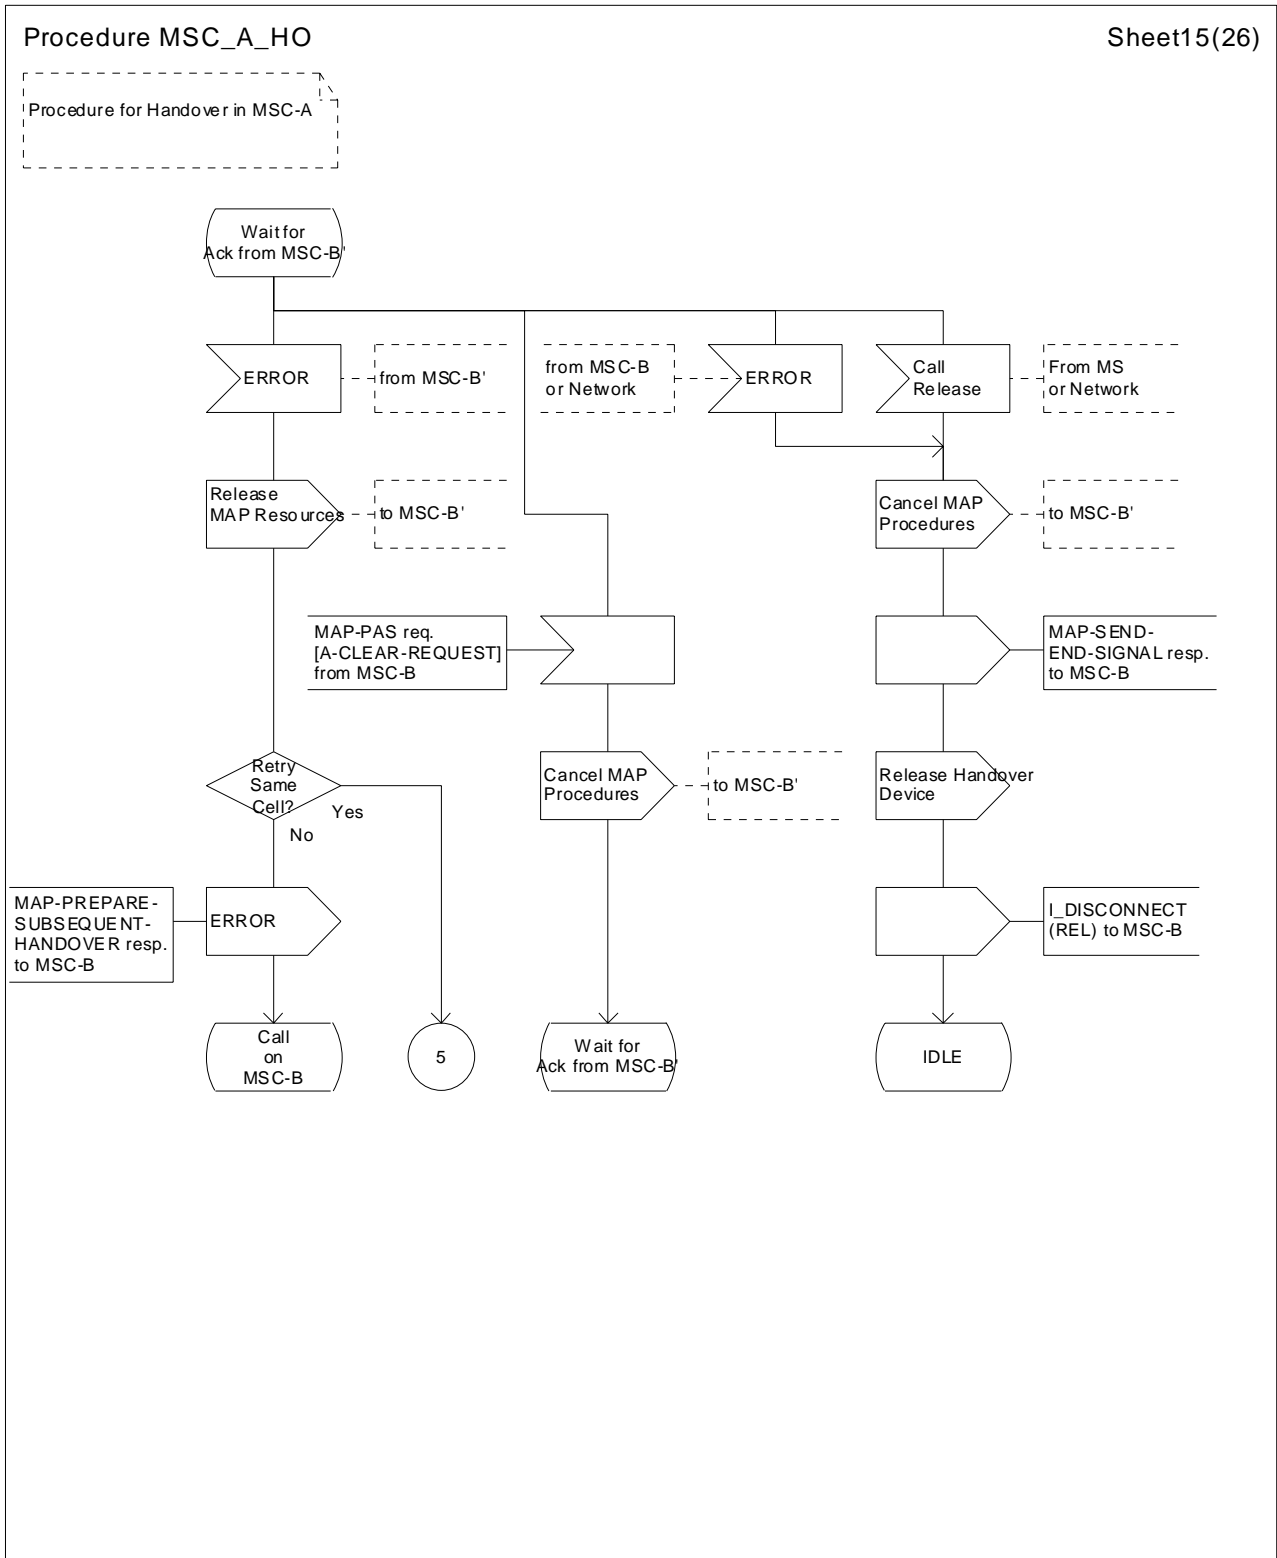 Procedure MSC_A_HO
Sheet15(26)
Procedure for Handover in MSC-A
Wait for
Ack from MSC-B'
ERROR
from MSC-B'
from MSC-B
or Network
ERROR
Call
Release
From MS
or Network
Release
MAP Resources
to MSC-B'
Cancel MAP
Procedures
to MSC-B'
MAP-PAS req.
[A-CLEAR-REQUEST]
from MSC-B
MAP-SEND-
END-SIGNAL resp.
to MSC-B
Retry
Same
Cell?
Yes
No
Cancel MAP
Procedures
to MSC-B'
Release Handover
Device
MAP-PREPARE-
SUBSEQUENT-
HANDOVER resp.
to MSC-B
ERROR
I_DISCONNECT
(REL) to MSC-B
Call
on
MSC-B
5
Wait for
Ack from MSC-B'
IDLE